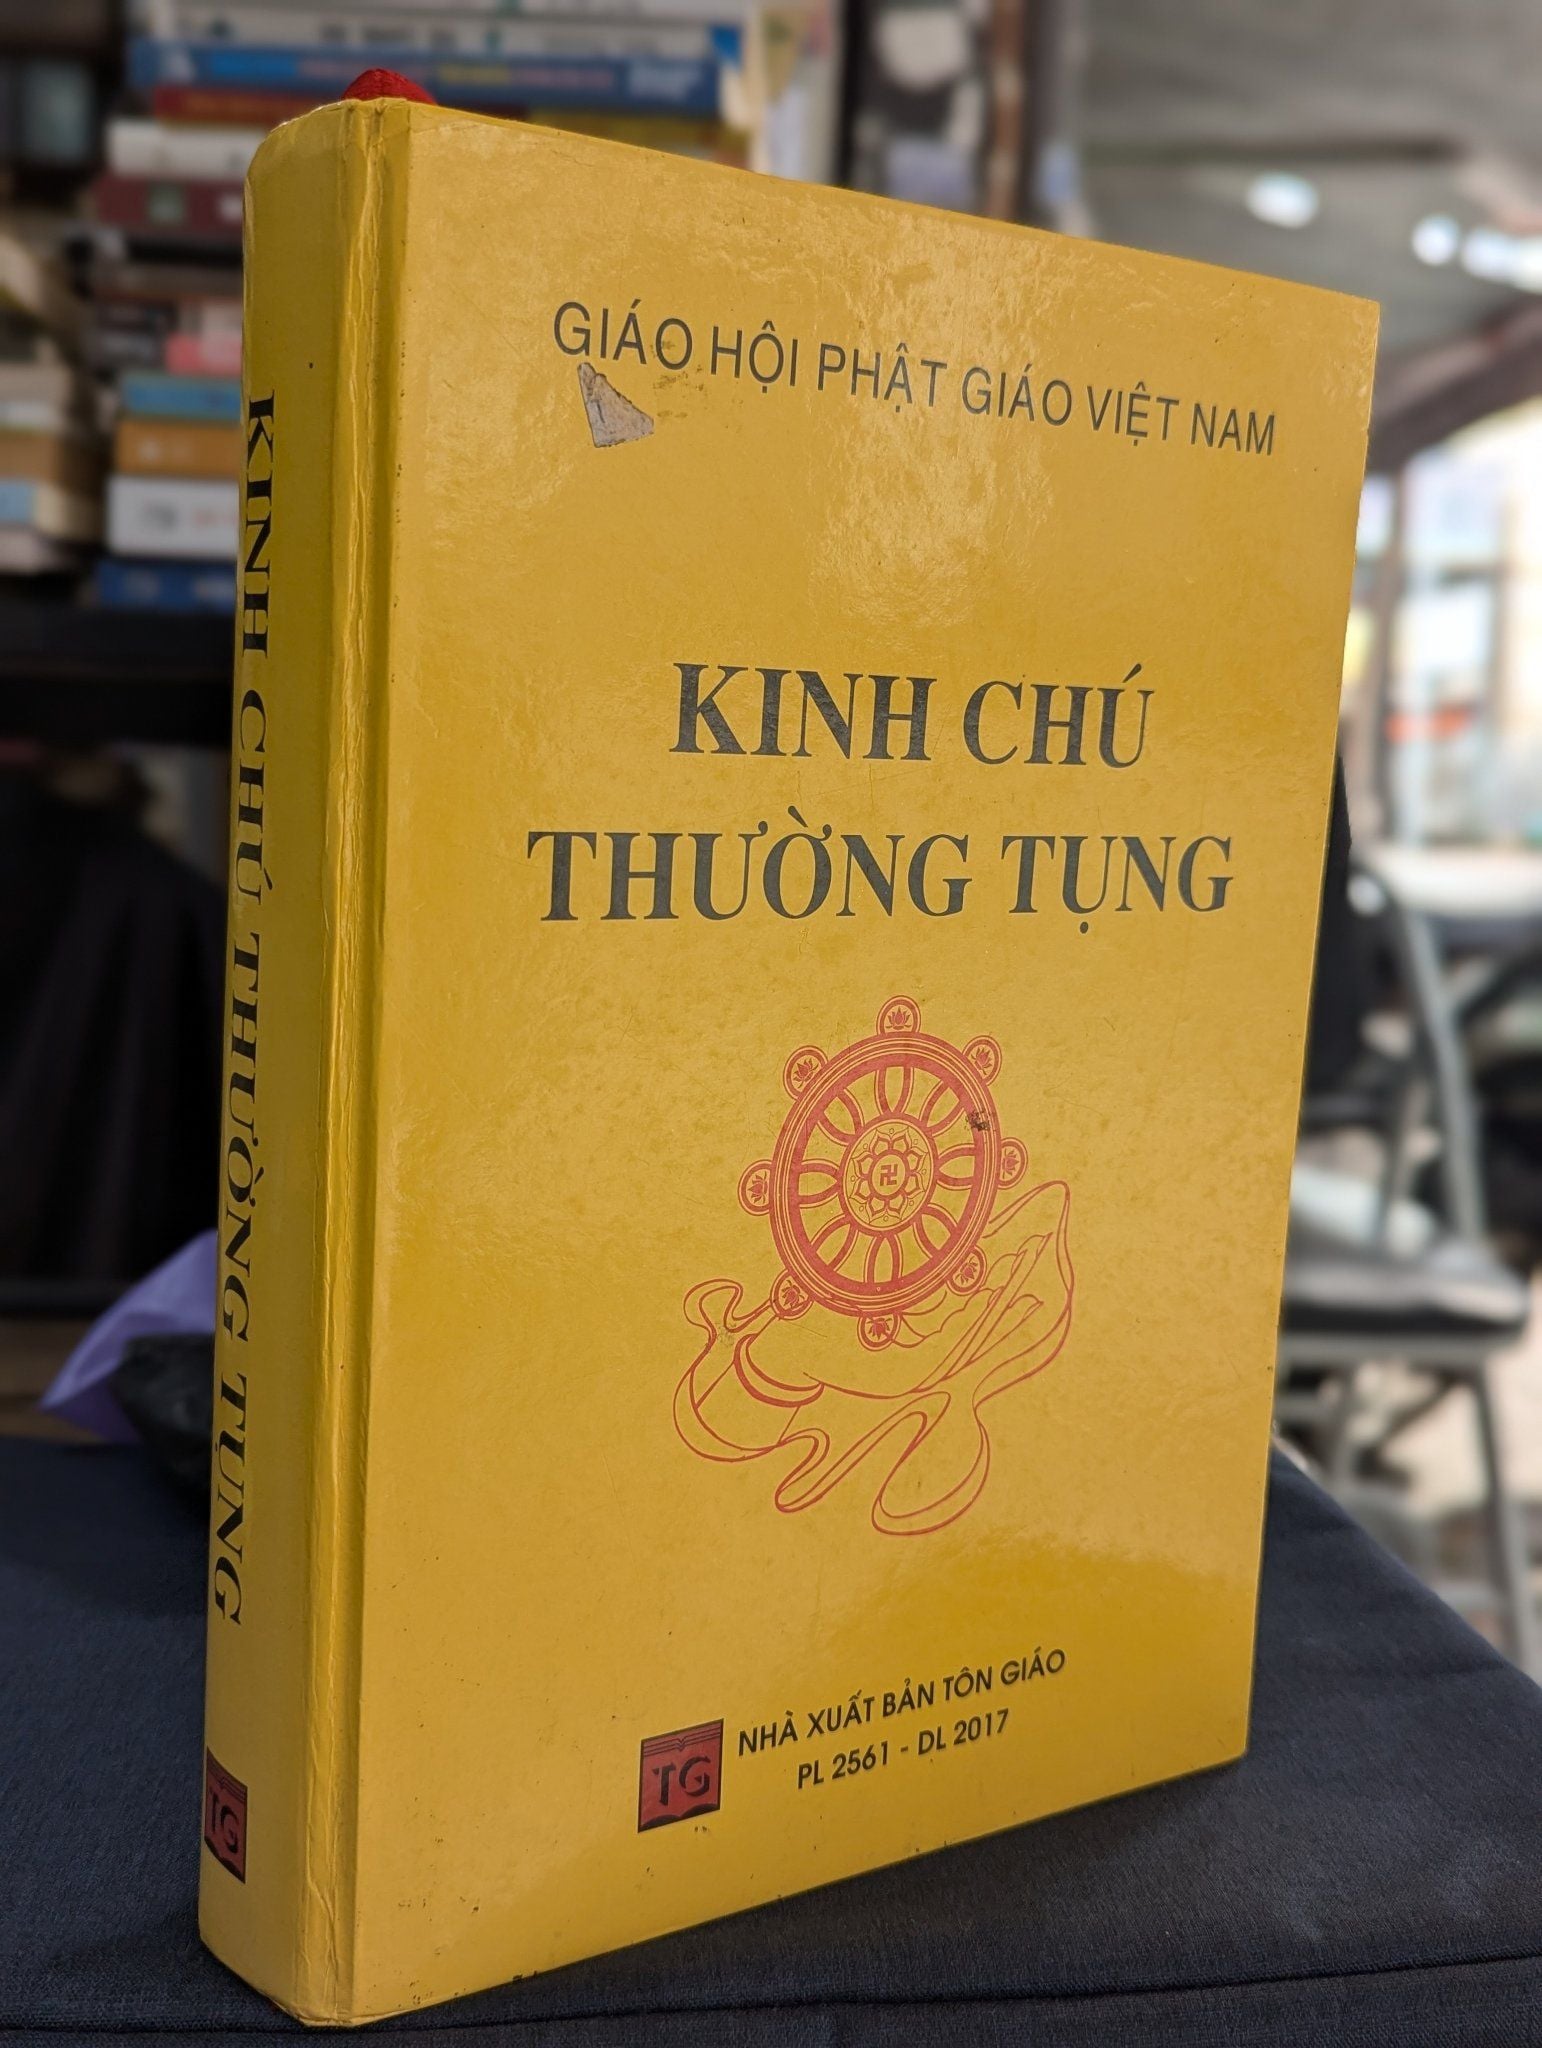 GIÁO HỘI PHẬT GIÁO VIỆT NAM
KINH CHÚ
THƯỜNG TỤNG
TG
NHÀ XUẤT BẢN TÔN GIÁO
PL 2561 - DL 2017
KINH CHÚ THƯỜNG TỤNG
TG